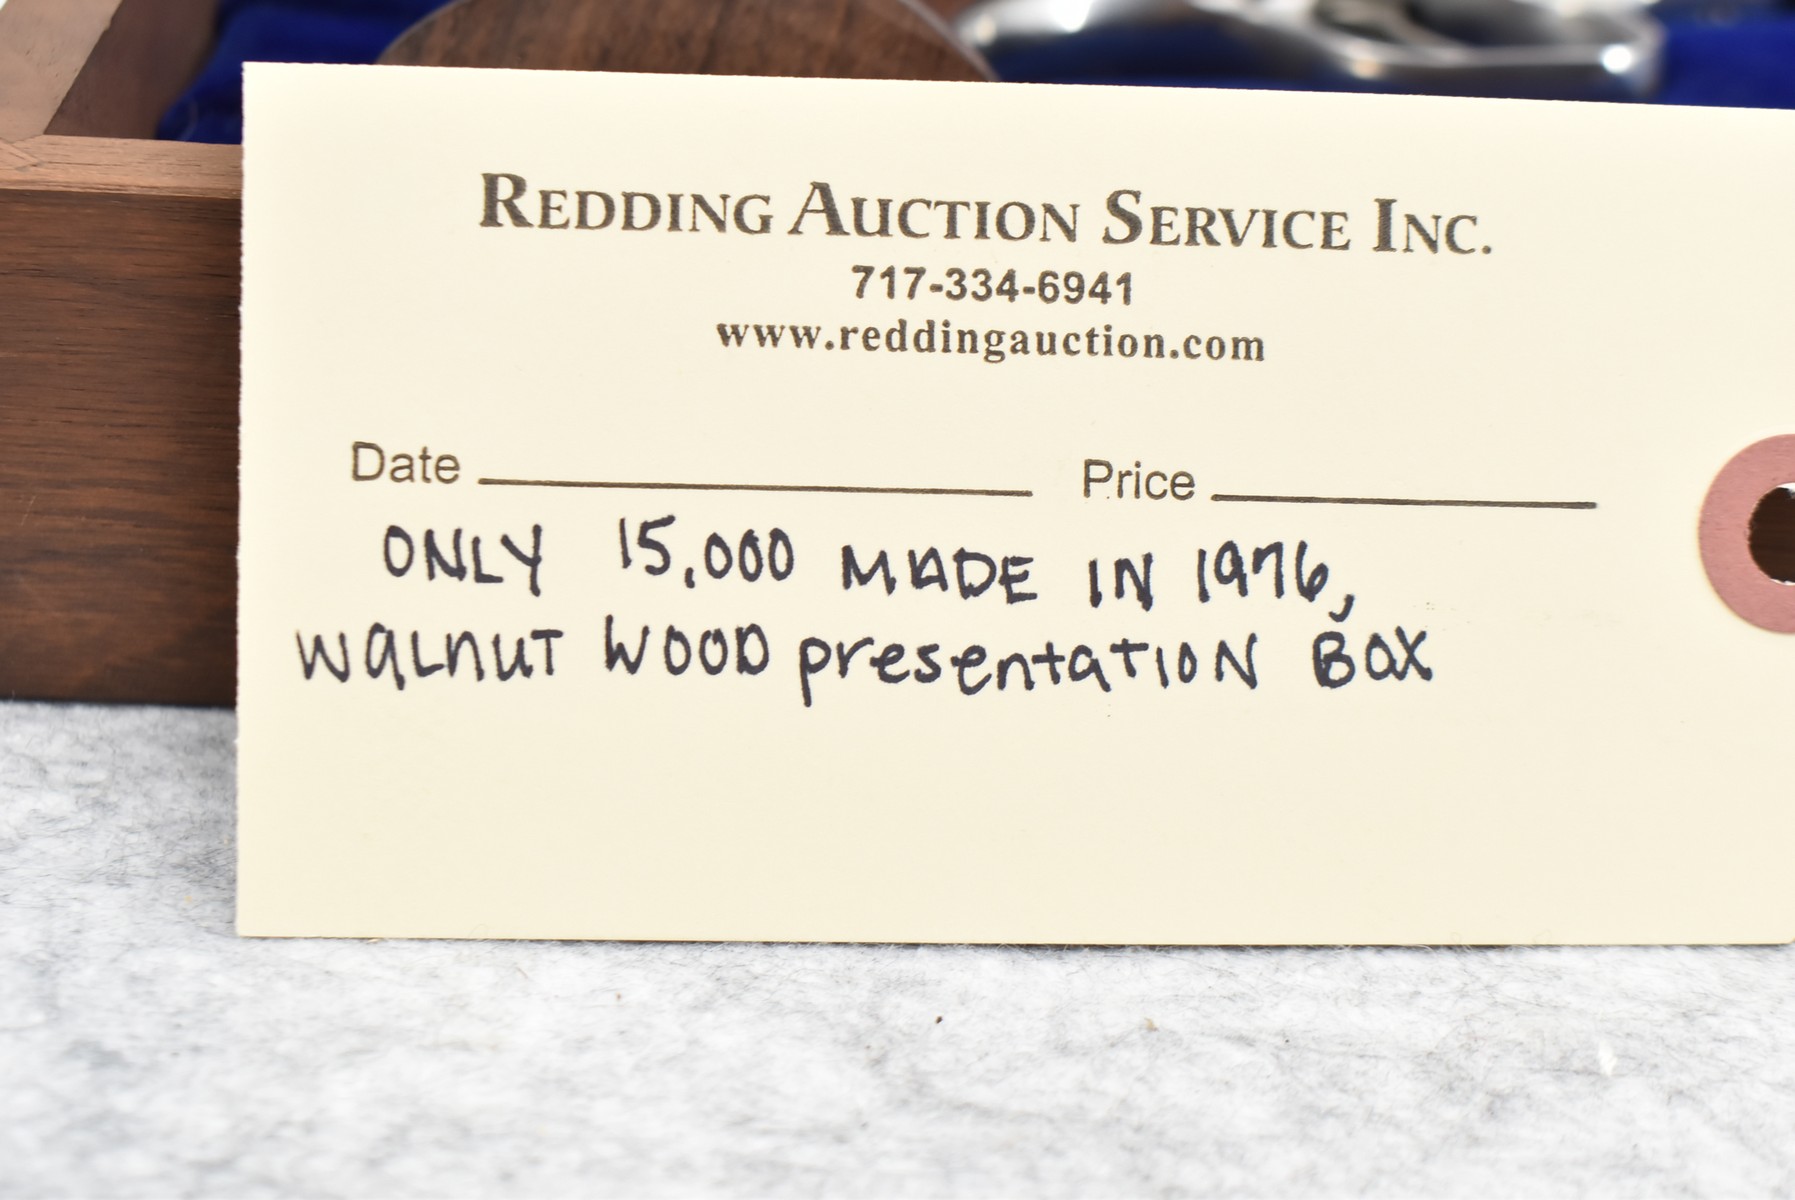 REDDING AUCTION SERVICE INC.
717-334-6941
www.reddingauction.com
Date Price
ONLY 15,000 MADE IN 1976,
WALNUT WOOD presentation BOX